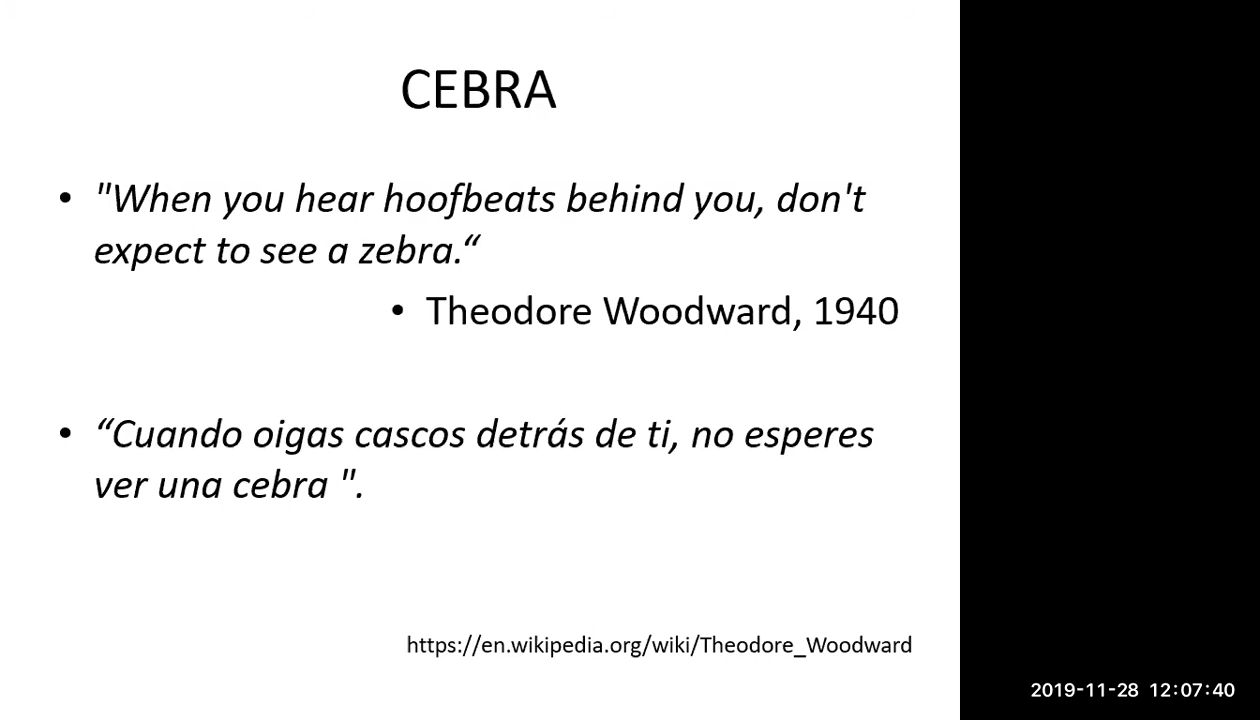 CEBRA
• "When you hear hoofbeats behind you, don't
expect to see a zebra.“
• Theodore Woodward, 1940
• “Cuando oigas cascos detrás de ti, no esperes
ver una cebra ".
https://en.wikipedia.org/wiki/Theodore_Woodward
2019-11-28 12:07:40